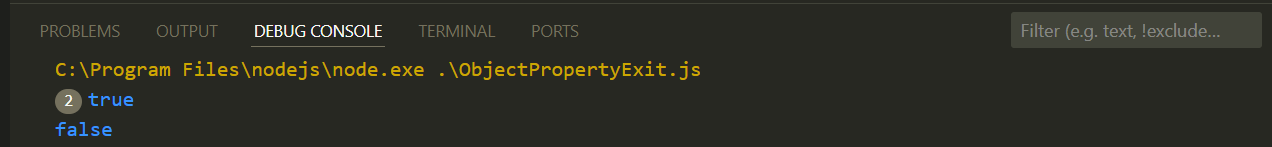 PROBLEMS OUTPUT DEBUG CONSOLE TERMINAL PORTS Filter (e.g. text, !exclude...
C:\Program Files\nodejs\node.exe .\ObjectPropertyExit.js
2 true
false